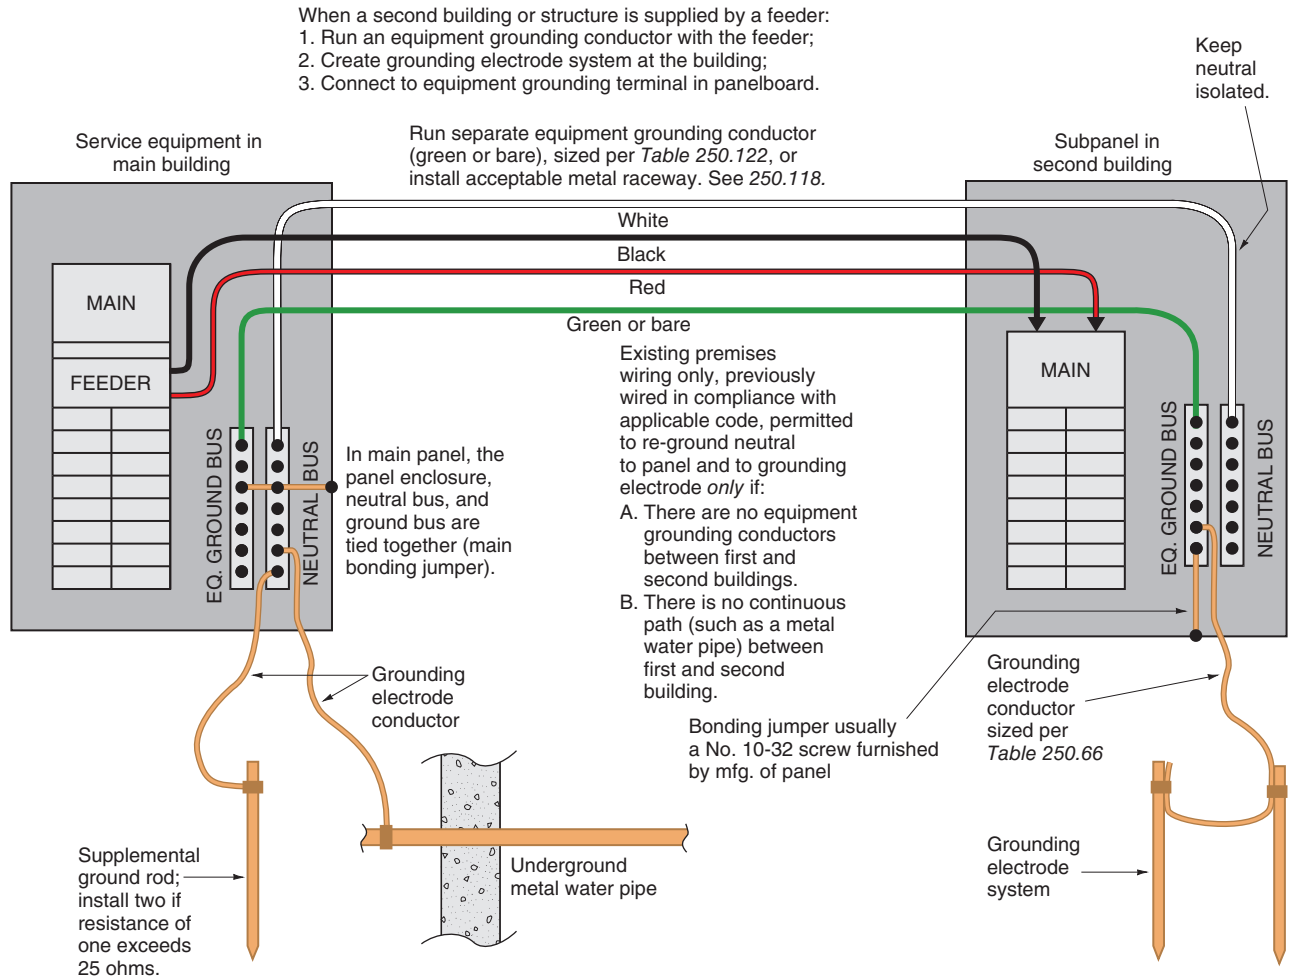 When a second building or structure is supplied by a feeder:
1. Run an equipment grounding conductor with the feeder;
2. Create grounding electrode system at the building;
3. Connect to equipment grounding terminal in panelboard.
Keep
neutral
isolated.
Service equipment in
main building
Run separate equipment grounding conductor
(green or bare), sized per Table 250.122, or
install acceptable metal raceway. See 250.118.
Subpanel in
second building
White
Black
Red
Green or bare
MAIN
FEEDER
EQ. GROUND BUS
NEUTRAL BUS
In main panel, the
panel enclosure,
neutral bus, and
ground bus are
tied together (main
bonding jumper).
Existing premises
wiring only, previously
wired in compliance with
applicable code, permitted
to re-ground neutral
to panel and to grounding
electrode only if:
A. There are no equipment
grounding conductors
between first and
second buildings.
B. There is no continuous
path (such as a metal
water pipe) between
first and second
building.
MAIN
EQ. GROUND BUS
NEUTRAL BUS
Grounding
electrode
conductor
Bonding jumper usually
a No. 10-32 screw furnished
by mfg. of panel
Grounding
electrode
conductor
sized per
Table 250.66
Supplemental
ground rod;
install two if
resistance of
one exceeds
25 ohms.
Underground
metal water pipe
Grounding
electrode
system